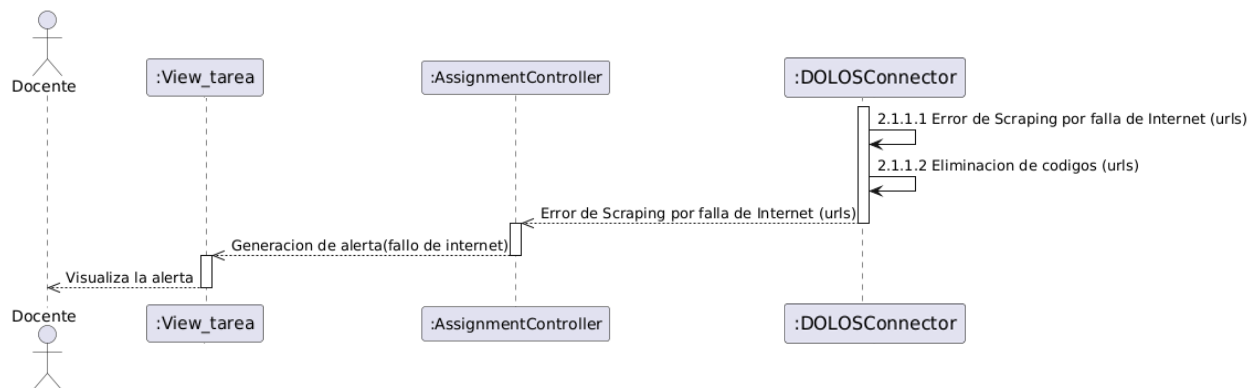 Docente
:View_tarea
:AssignmentController
:DOLOSConnector
2.1.1.1 Error de Scraping por falla de Internet (urls)
2.1.1.2 Eliminacion de codigos (urls)
Error de Scraping por falla de Internet (urls)
Generacion de alerta(fallo de internet)
Visualiza la alerta
Docente
:View_tarea
:AssignmentController
:DOLOSConnector